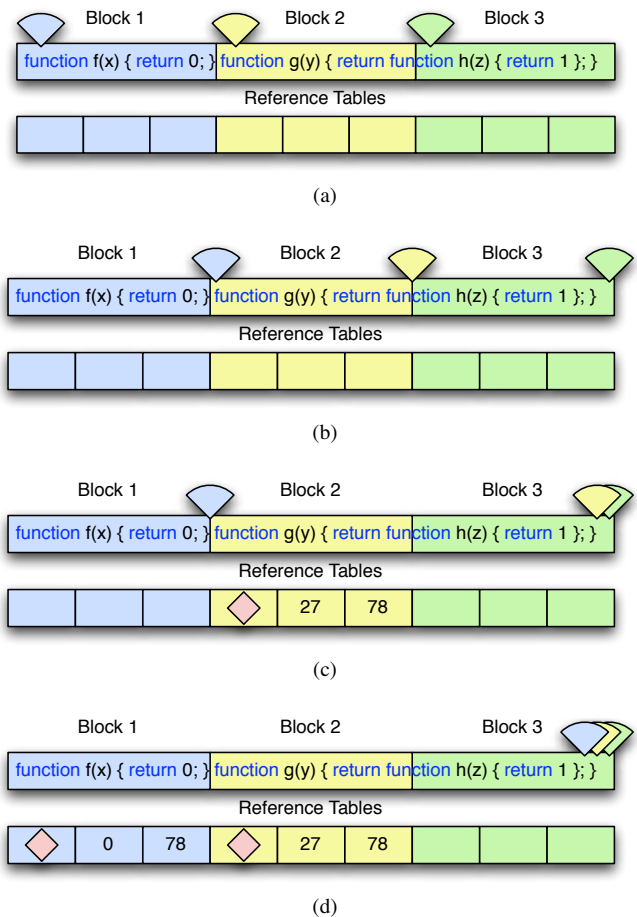 Block 1 Block 2 Block 3
function f(x) { return 0; } function g(y) { return function h(z) { return 1 }; }
Reference Tables
(a)
Block 1 Block 2 Block 3
function f(x) { return 0; } function g(y) { return function h(z) { return 1 }; }
Reference Tables
(b)
Block 1 Block 2 Block 3
function f(x) { return 0; } function g(y) { return function h(z) { return 1 }; }
Reference Tables
27 78
(c)
Block 1 Block 2 Block 3
function f(x) { return 0; } function g(y) { return function h(z) { return 1 }; }
Reference Tables
0 78 27 78
(d)